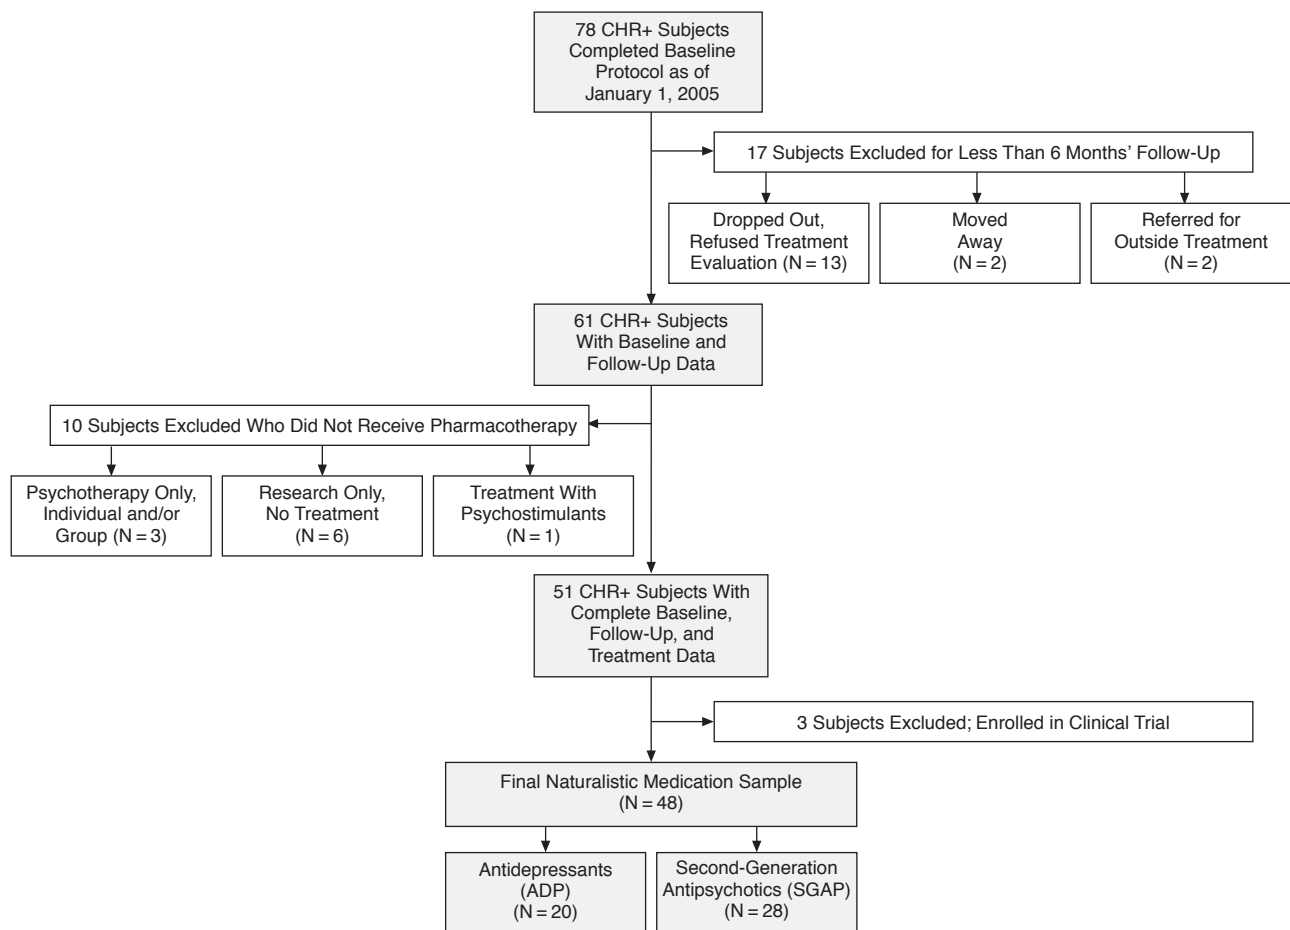 78 CHR+ Subjects
Completed Baseline
Protocol as of
January 1, 2005
17 Subjects Excluded for Less Than 6 Months' Follow-Up
Dropped Out,
Refused Treatment
Evaluation (N = 13)
Moved
Away
(N = 2)
Referred for
Outside Treatment
(N = 2)
61 CHR+ Subjects
With Baseline and
Follow-Up Data
10 Subjects Excluded Who Did Not Receive Pharmacotherapy
Psychotherapy Only,
Individual and/or
Group (N = 3)
Research Only,
No Treatment
(N = 6)
Treatment With
Psychostimulants
(N = 1)
51 CHR+ Subjects With
Complete Baseline,
Follow-Up, and
Treatment Data
3 Subjects Excluded; Enrolled in Clinical Trial
Final Naturalistic Medication Sample
(N = 48)
Antidepressants
(ADP)
(N = 20)
Second-Generation
Antipsychotics (SGAP)
(N = 28)